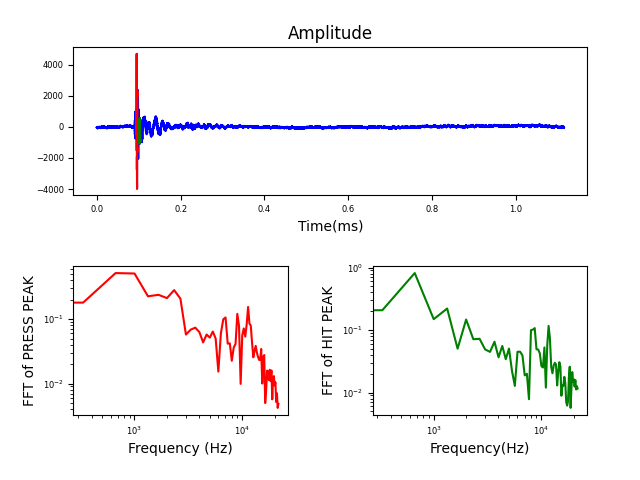 Amplitude
4000
2000
0
−2000
−4000
0.0 0.2 0.4 0.6 0.8 1.0
Time(ms)
FFT of PRESS PEAK
10⁻¹
10⁻²
10³ 10⁴
Frequency (Hz)
FFT of HIT PEAK
10⁰
10⁻¹
10⁻²
10³ 10⁴
Frequency(Hz)